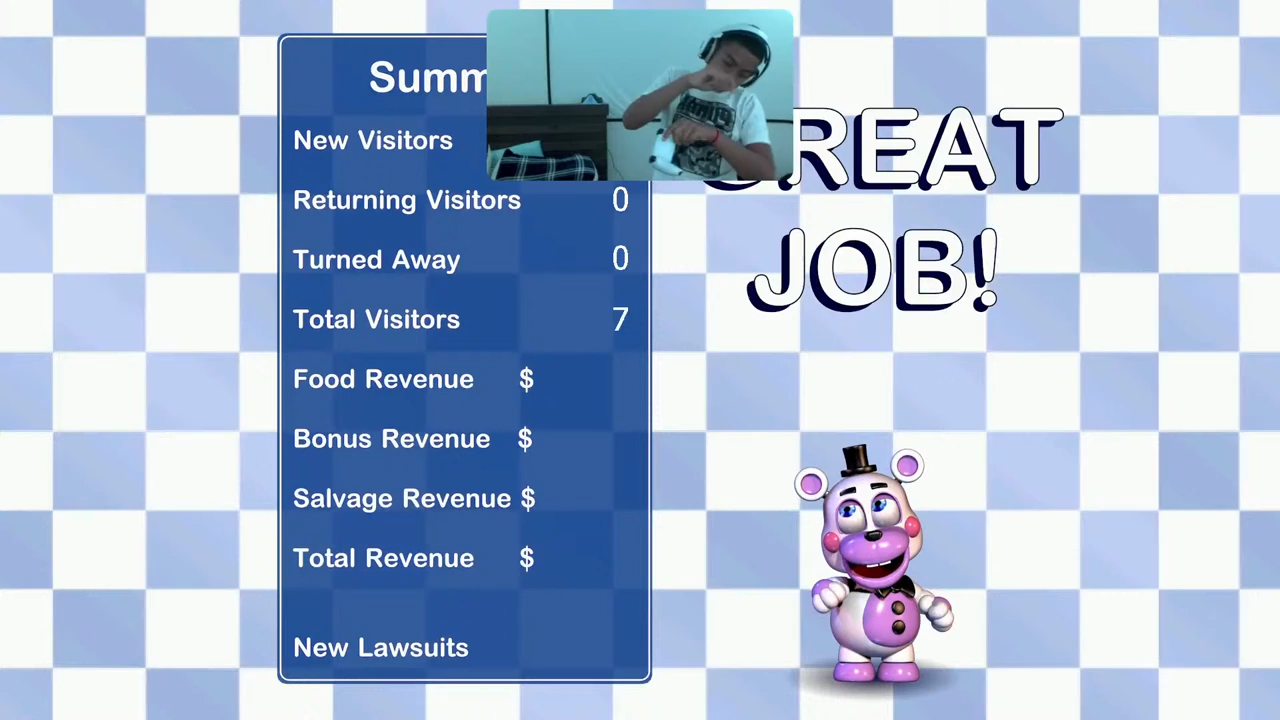 Summ
New Visitors
Returning Visitors 0
Turned Away 0
Total Visitors 7
Food Revenue $
Bonus Revenue $
Salvage Revenue $
Total Revenue $
New Lawsuits
GREAT
JOB!